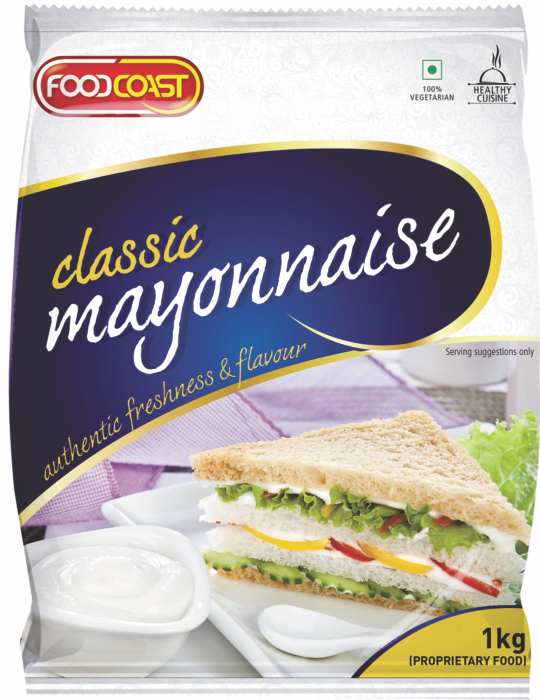 FOODCOAST
100%
VEGETARIAN
HEALTHY
CUISINE
classic
mayonnaise
authentic freshness & flavour
Serving suggestions only
1kg
(PROPRIETARY FOOD)